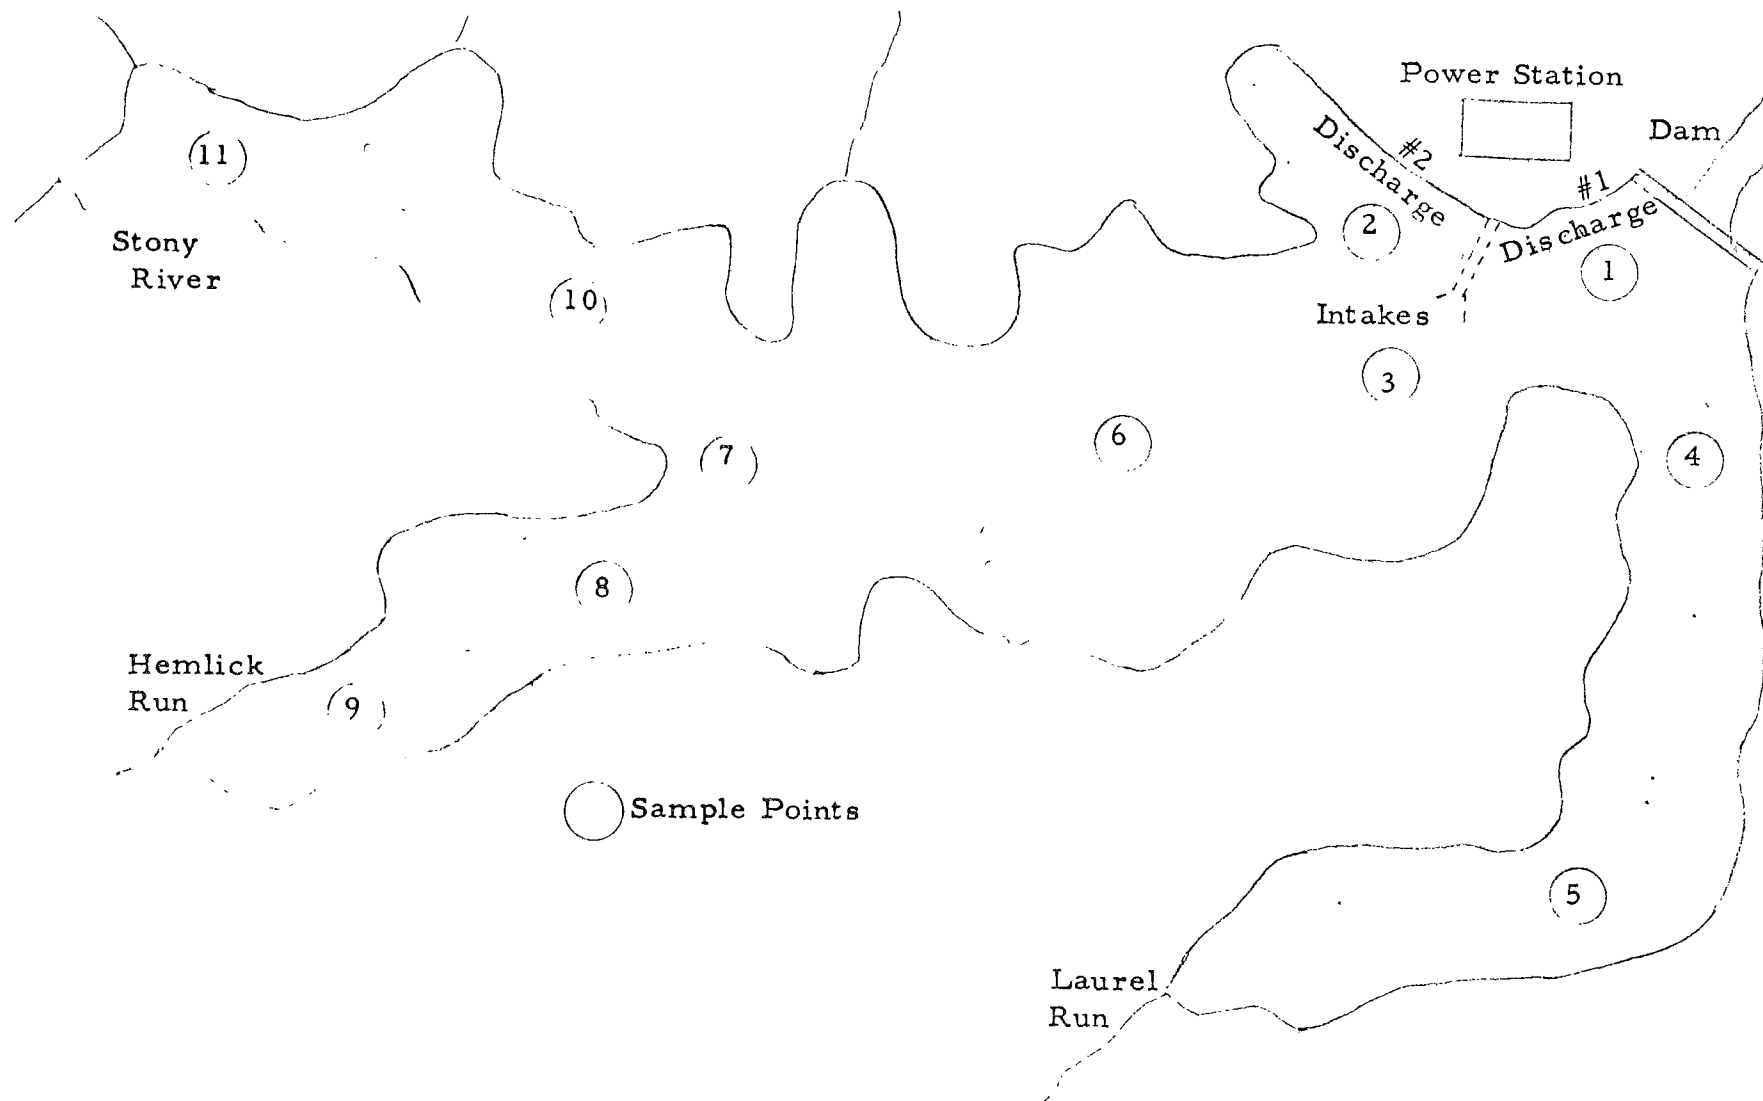 Power Station
Dam
#2
Discharge
#1
Discharge
11
2
1
Stony
River
10
Intakes
3
6
7
4
8
Hemlick
Run
9
Sample Points
5
Laurel
Run